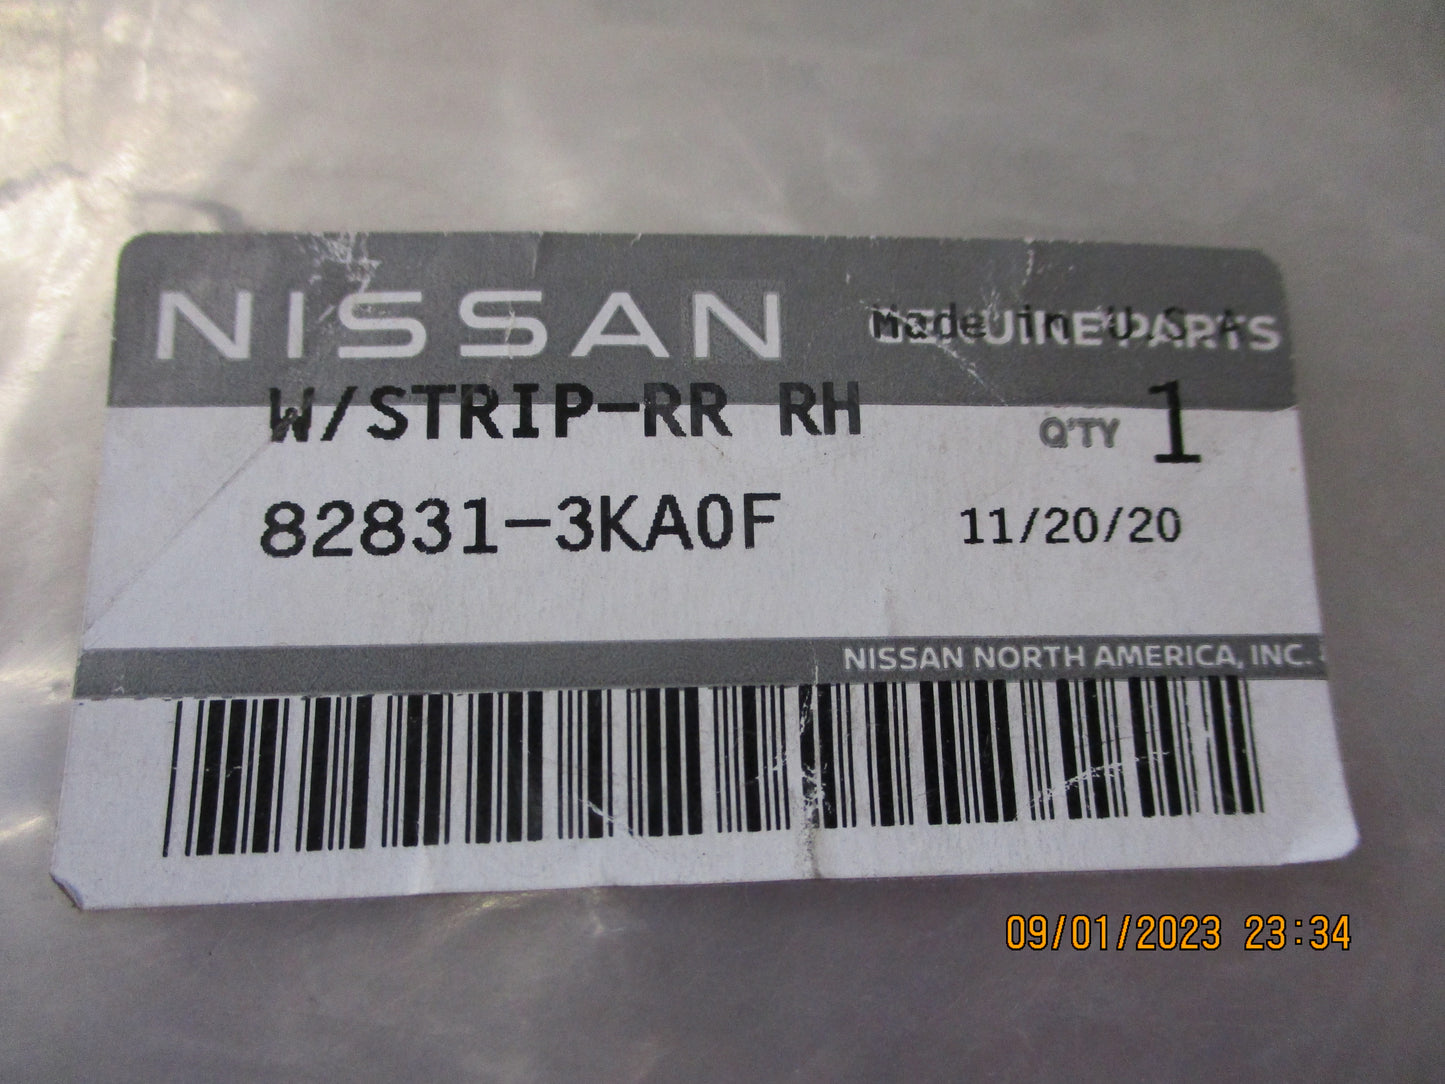 NISSAN
GENUINE PARTS
Made in U.S.A
W/STRIP-RR RH
Q'TY 1
82831-3KA0F
11/20/20
NISSAN NORTH AMERICA, INC.
09/01/2023 23:34